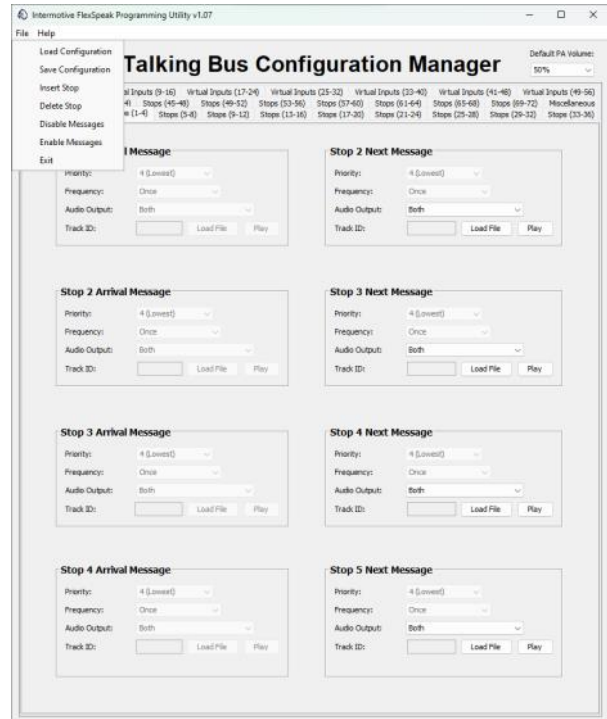 Intermotive FlexSpeak Programming Utility v1.07
File Help
Load Configuration
Save Configuration
Insert Stop
Delete Stop
Disable Messages
Enable Messages
Exit
Talking Bus Configuration Manager
Default PA Volume:
50%
Inputs (9-16) Virtual Inputs (17-24) Virtual Inputs (25-32) Virtual Inputs (33-40) Virtual Inputs (41-48) Virtual Inputs (49-56)
Stops (45-48) Stops (49-52) Stops (53-56) Stops (57-60) Stops (61-64) Stops (65-68) Stops (69-72) Miscellaneous
(1-4) Stops (5-8) Stops (9-12) Stops (13-16) Stops (17-20) Stops (21-24) Stops (25-28) Stops (29-32) Stops (33-36)
Message
Priority: 4 (Lowest)
Frequency: Once
Audio Output: Both
Track ID: Load File Play
Stop 2 Next Message
Priority: 4 (Lowest)
Frequency: Once
Audio Output: Both
Track ID: Load File Play
Stop 2 Arrival Message
Priority: 4 (Lowest)
Frequency: Once
Audio Output: Both
Track ID: Load File Play
Stop 3 Next Message
Priority: 4 (Lowest)
Frequency: Once
Audio Output: Both
Track ID: Load File Play
Stop 3 Arrival Message
Priority: 4 (Lowest)
Frequency: Once
Audio Output: Both
Track ID: Load File Play
Stop 4 Next Message
Priority: 4 (Lowest)
Frequency: Once
Audio Output: Both
Track ID: Load File Play
Stop 4 Arrival Message
Priority: 4 (Lowest)
Frequency: Once
Audio Output: Both
Track ID: Load File Play
Stop 5 Next Message
Priority: 4 (Lowest)
Frequency: Once
Audio Output: Both
Track ID: Load File Play